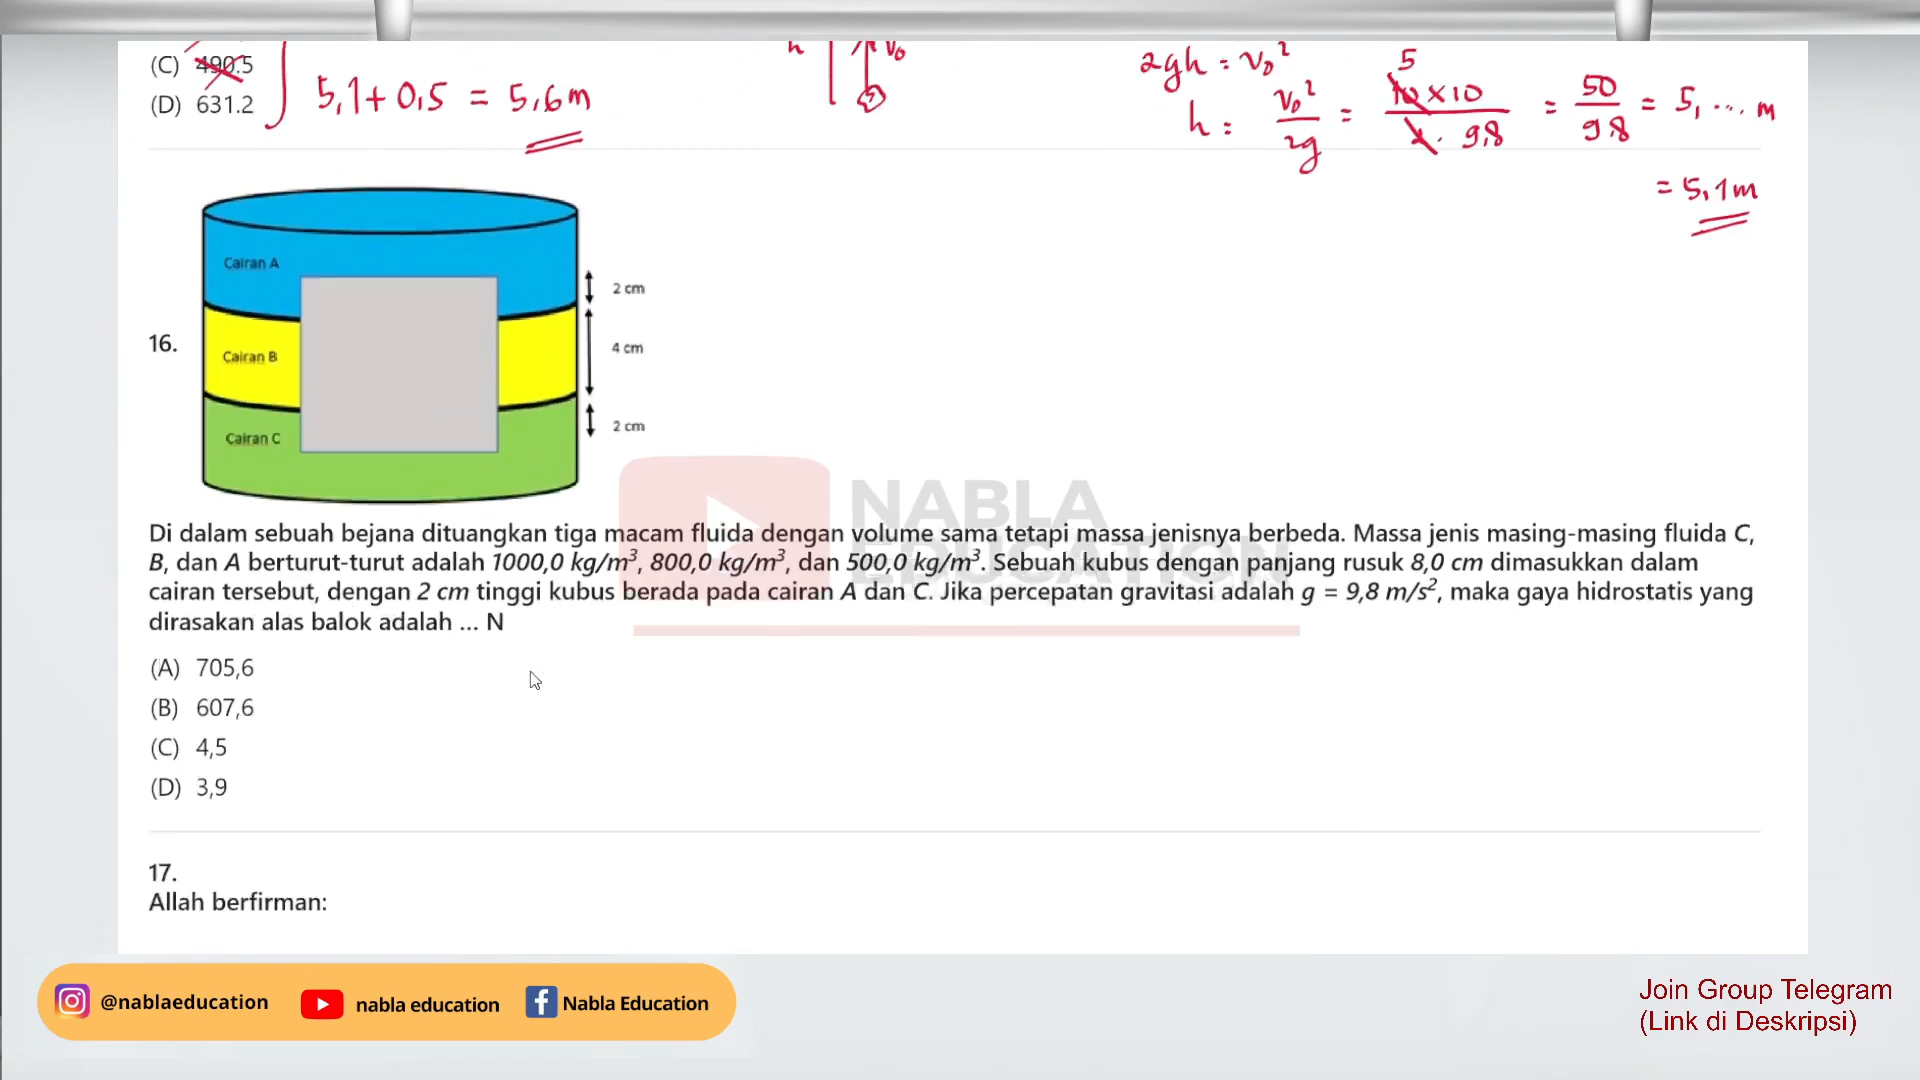 (C) 490.5
(D) 631.2
5,1+0,5 = 5,6 m
h
v₀
2gh = v₀²
h = v₀²/2g = 10×10/2·9,8 = 50/9,8 = 5,... m
5
= 5,1 m
16.
Cairan A
Cairan B
Cairan C
2 cm
4 cm
2 cm
NABLA
EDUCATION
Di dalam sebuah bejana dituangkan tiga macam fluida dengan volume sama tetapi massa jenisnya berbeda. Massa jenis masing-masing fluida C,
B, dan A berturut-turut adalah 1000,0 kg/m³, 800,0 kg/m³, dan 500,0 kg/m³. Sebuah kubus dengan panjang rusuk 8,0 cm dimasukkan dalam
cairan tersebut, dengan 2 cm tinggi kubus berada pada cairan A dan C. Jika percepatan gravitasi adalah g = 9,8 m/s², maka gaya hidrostatis yang
dirasakan alas balok adalah ... N
(A) 705,6
(B) 607,6
(C) 4,5
(D) 3,9
17.
Allah berfirman:
@nablaeducation
nabla education
Nabla Education
Join Group Telegram
(Link di Deskripsi)